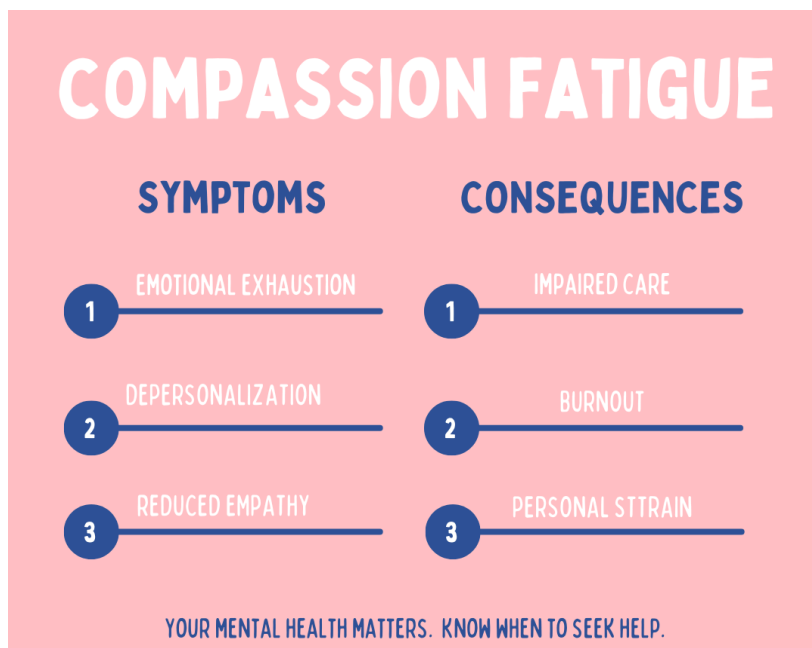 COMPASSION FATIGUE
SYMPTOMS
1 EMOTIONAL EXHAUSTION
2 DEPERSONALIZATION
3 REDUCED EMPATHY
CONSEQUENCES
1 IMPAIRED CARE
2 BURNOUT
3 PERSONAL STTRAIN
YOUR MENTAL HEALTH MATTERS. KNOW WHEN TO SEEK HELP.